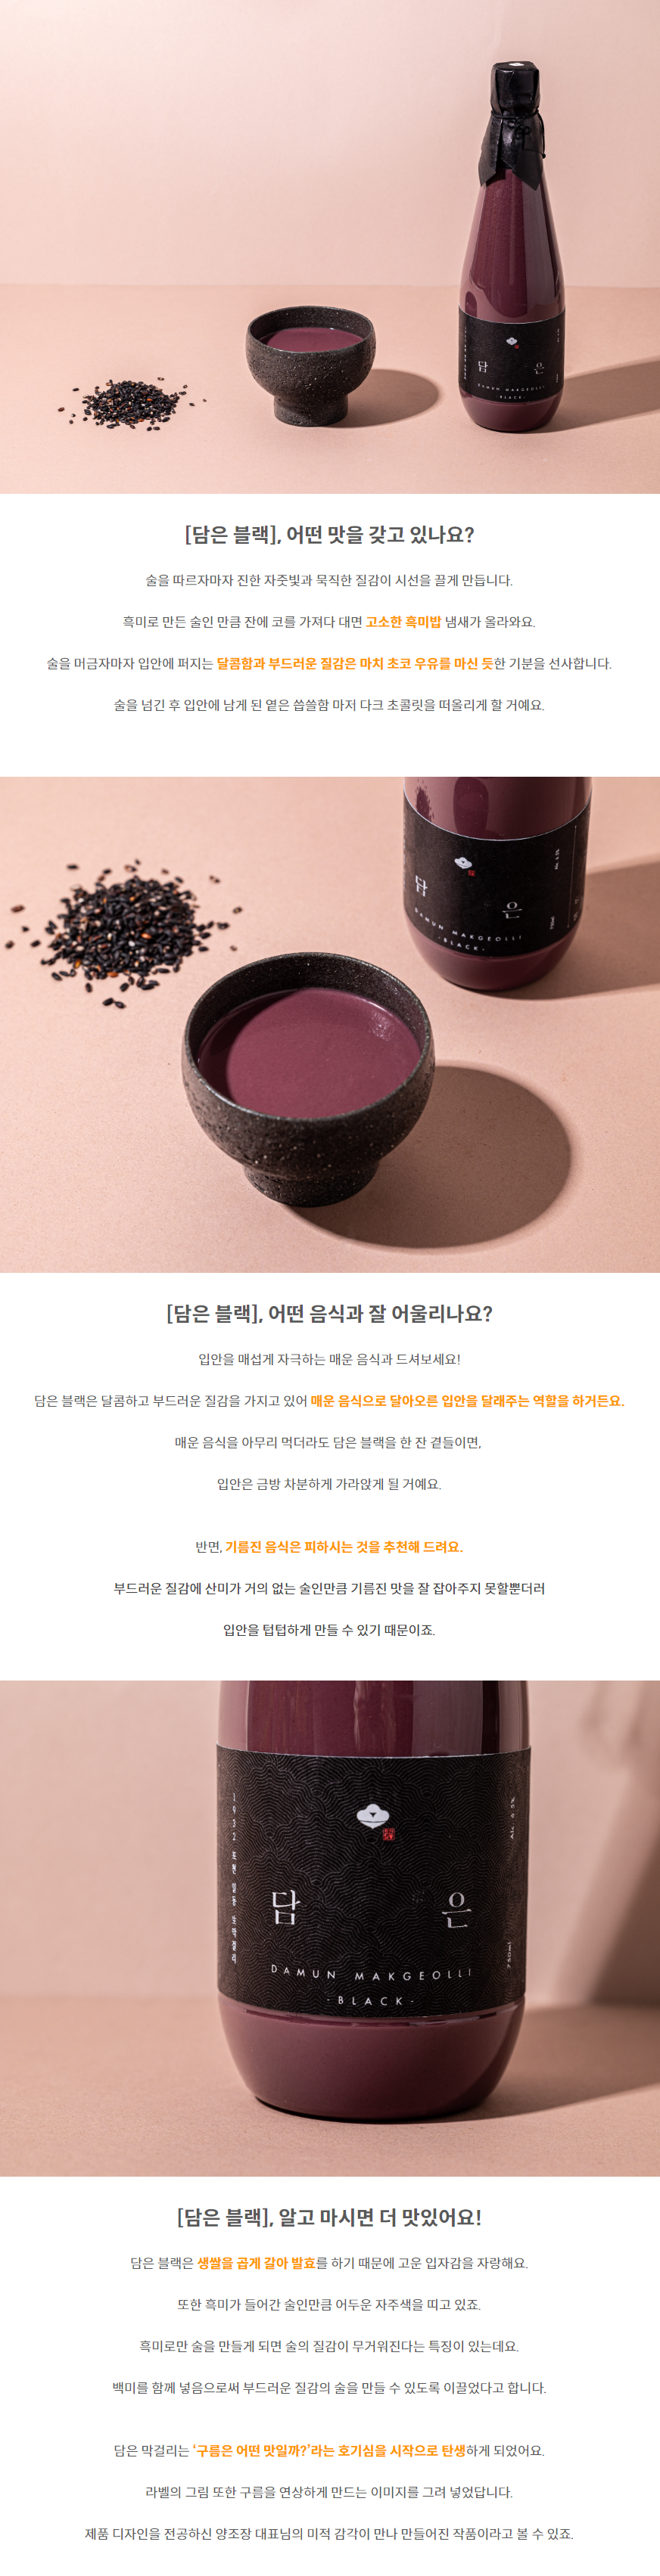 담 은
DAMUN MAKGEOLLI
-BLACK-
[담은 블랙], 어떤 맛을 갖고 있나요?
술을 따르자마자 진한 자줏빛과 묵직한 질감이 시선을 끌게 만듭니다.
흑미로 만든 술인 만큼 잔에 코를 가져다 대면 고소한 흑미밥 냄새가 올라와요.
술을 머금자마자 입안에 퍼지는 달콤함과 부드러운 질감은 마치 초코 우유를 마신 듯한 기분을 선사합니다.
술을 넘긴 후 입안에 남게 된 옅은 씁쓸함 마저 다크 초콜릿을 떠올리게 할 거예요.
담
은
DAMUN MAKGEOLLI
-BLACK-
[담은 블랙], 어떤 음식과 잘 어울리나요?
입안을 매섭게 자극하는 매운 음식과 드셔보세요!
담은 블랙은 달콤하고 부드러운 질감을 가지고 있어 매운 음식으로 달아오른 입안을 달래주는 역할을 하거든요.
매운 음식을 아무리 먹더라도 담은 블랙을 한 잔 곁들이면,
입안은 금방 차분하게 가라앉게 될 거예요.
반면, 기름진 음식은 피하시는 것을 추천해 드려요.
부드러운 질감에 산미가 거의 없는 술인만큼 기름진 맛을 잘 잡아주지 못할뿐더러
입안을 텁텁하게 만들 수 있기 때문이죠.
1932 포천 일동 생막걸리
담 은
DAMUN MAKGEOLLI
-BLACK-
[담은 블랙], 알고 마시면 더 맛있어요!
담은 블랙은 생쌀을 곱게 갈아 발효를 하기 때문에 고운 입자감을 자랑해요.
또한 흑미가 들어간 술인만큼 어두운 자주색을 띠고 있죠.
흑미로만 술을 만들게 되면 술의 질감이 무거워진다는 특징이 있는데요.
백미를 함께 넣음으로써 부드러운 질감의 술을 만들 수 있도록 이끌었다고 합니다.
담은 막걸리는 '구름은 어떤 맛일까?'라는 호기심을 시작으로 탄생하게 되었어요.
라벨의 그림 또한 구름을 연상하게 만드는 이미지를 그려 넣었답니다.
제품 디자인을 전공하신 양조장 대표님의 미적 감각이 만나 만들어진 작품이라고 볼 수 있죠.